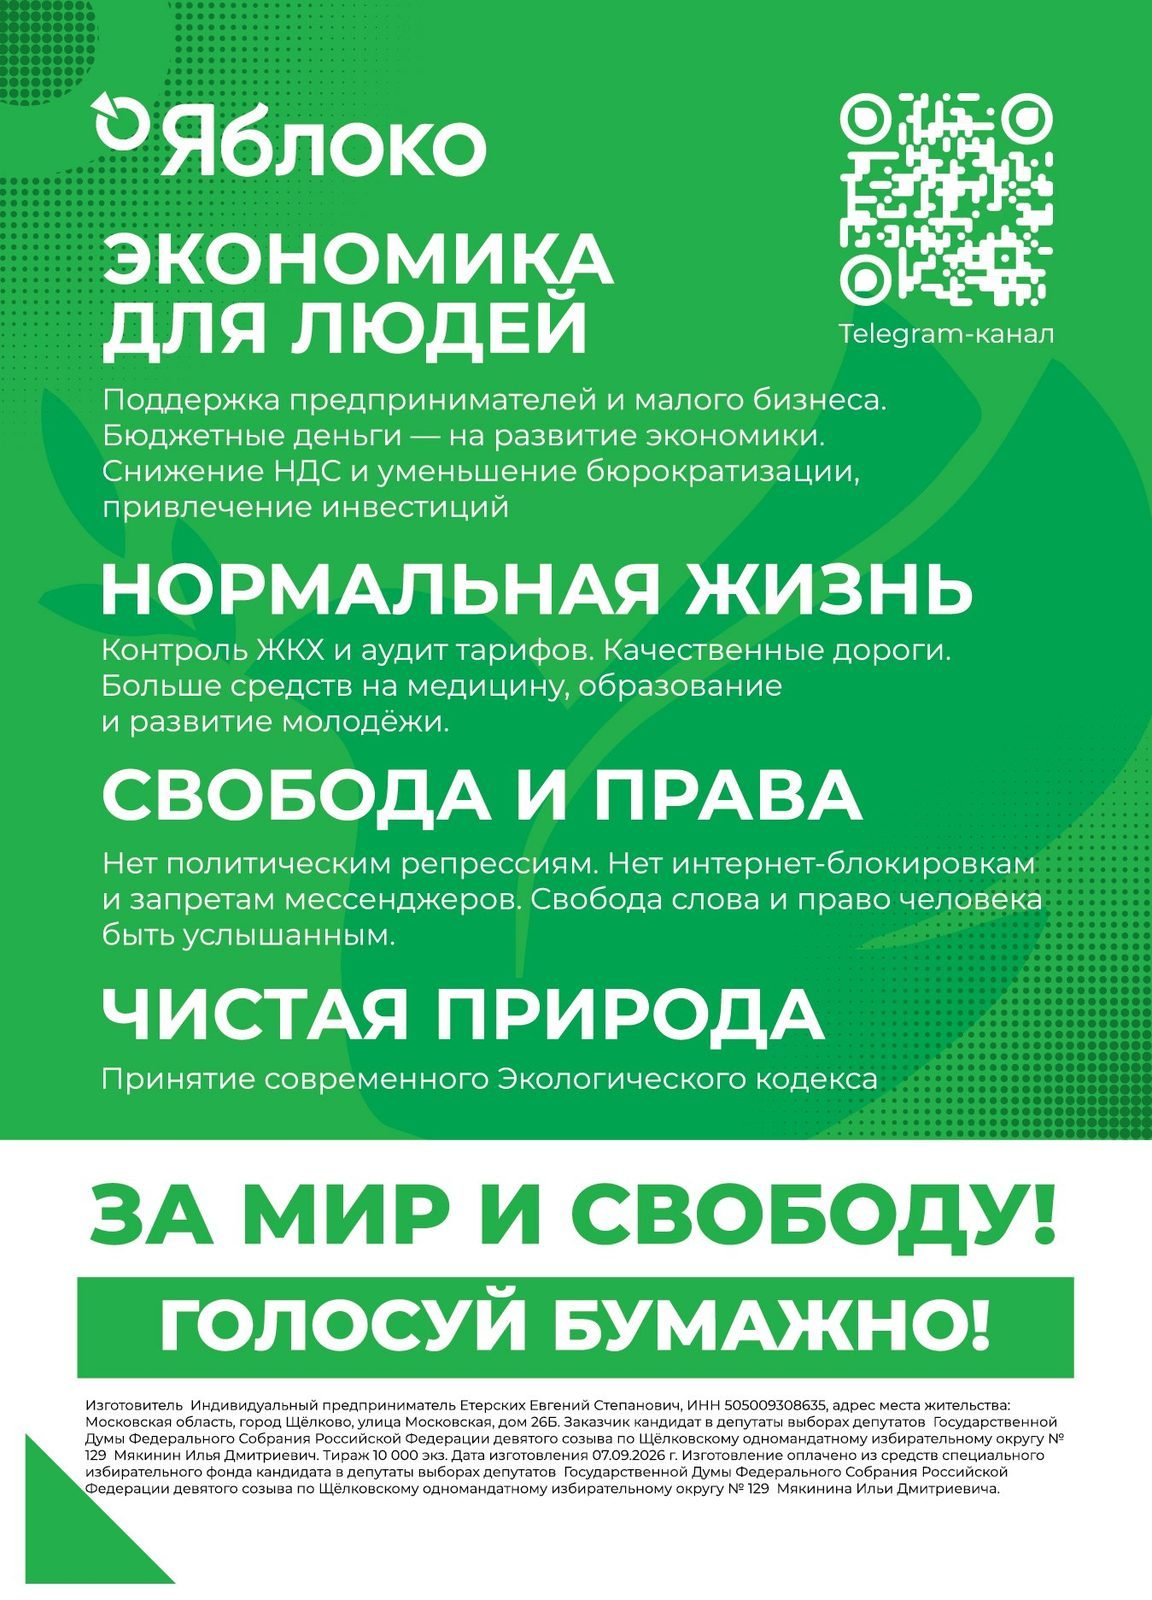 Яблоко
ЭКОНОМИКА
ДЛЯ ЛЮДЕЙ
Telegram-канал
Поддержка предпринимателей и малого бизнеса.
Бюджетные деньги — на развитие экономики.
Снижение НДС и уменьшение бюрократизации,
привлечение инвестиций
НОРМАЛЬНАЯ ЖИЗНЬ
Контроль ЖКХ и аудит тарифов. Качественные дороги.
Больше средств на медицину, образование
и развитие молодёжи.
СВОБОДА И ПРАВА
Нет политическим репрессиям. Нет интернет-блокировкам
и запретам мессенджеров. Свобода слова и право человека
быть услышанным.
ЧИСТАЯ ПРИРОДА
Принятие современного Экологического кодекса
ЗА МИР И СВОБОДУ!
ГОЛОСУЙ БУМАЖНО!
Изготовитель Индивидуальный предприниматель Етерских Евгений Степанович, ИНН 505009308635, адрес места жительства:
Московская область, город Щёлково, улица Московская, дом 26Б. Заказчик кандидат в депутаты выборах депутатов Государственной
Думы Федерального Собрания Российской Федерации девятого созыва по Щёлковскому одномандатному избирательному округу №
129 Мякинин Илья Дмитриевич. Тираж 10 000 экз. Дата изготовления 07.09.2026 г. Изготовление оплачено из средств специального
избирательного фонда кандидата в депутаты выборах депутатов Государственной Думы Федерального Собрания Российской
Федерации девятого созыва по Щёлковскому одномандатному избирательному округу № 129 Мякинина Ильи Дмитриевича.